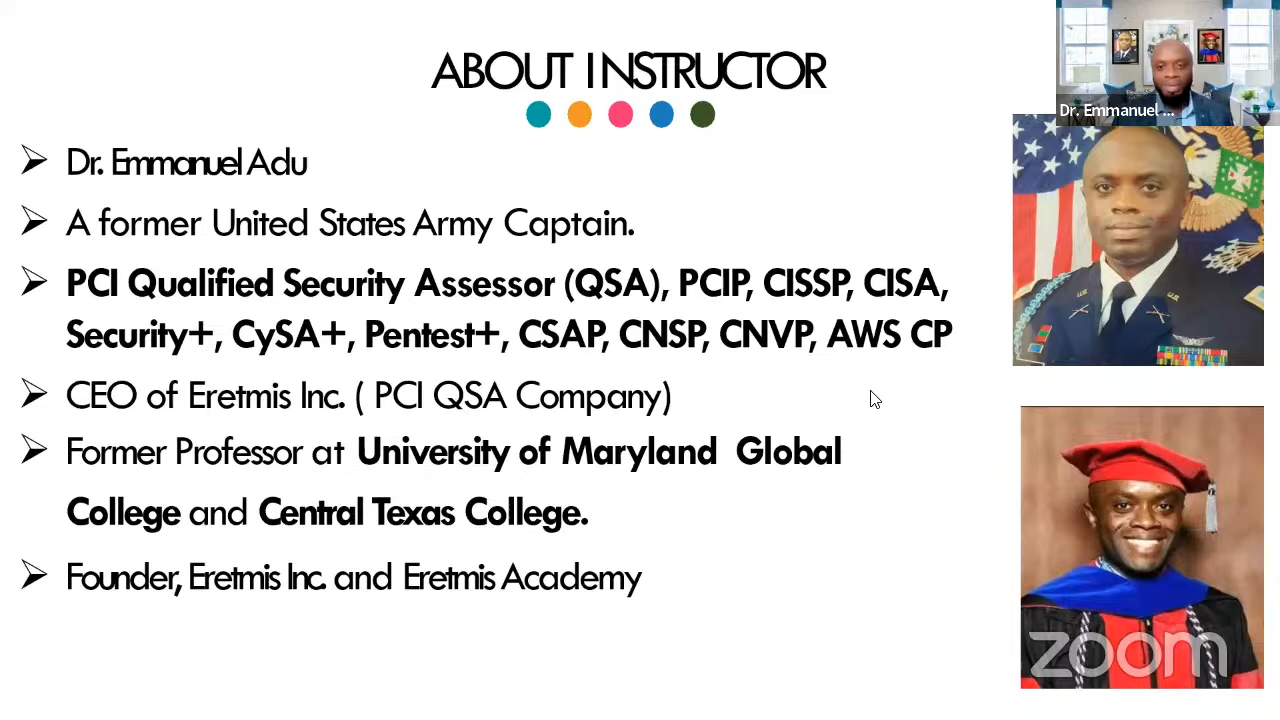 ABOUT INSTRUCTOR
Dr. Emmanuel ...
Dr. Emmanuel Adu
A former United States Army Captain.
PCI Qualified Security Assessor (QSA), PCIP, CISSP, CISA,
Security+, CySA+, Pentest+, CSAP, CNSP, CNVP, AWS CP
CEO of Eretmis Inc. ( PCI QSA Company)
Former Professor at University of Maryland Global
College and Central Texas College.
Founder, Eretmis Inc. and Eretmis Academy
zoom